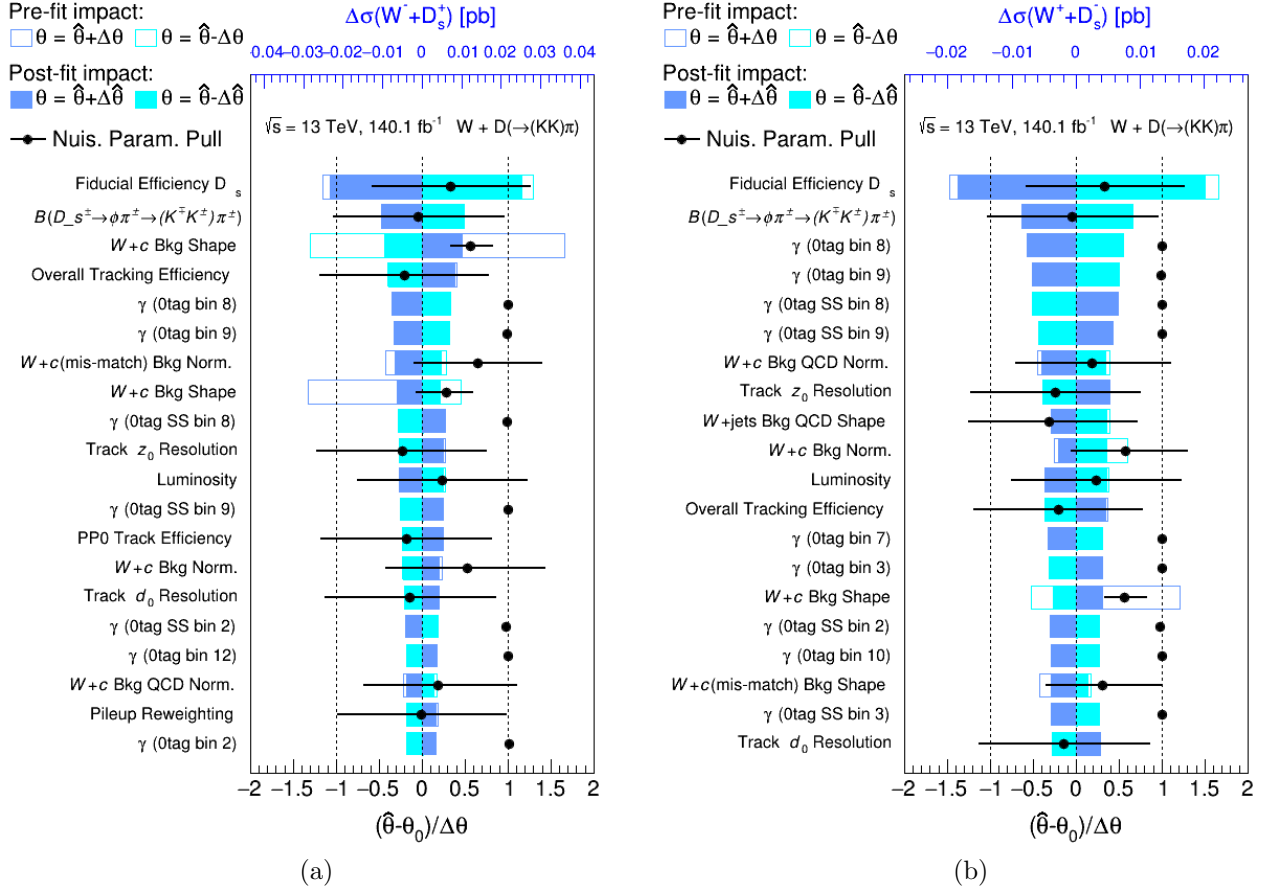 Pre-fit impact:
θ = θ̂+Δθ θ = θ̂-Δθ
Post-fit impact:
θ = θ̂+Δθ̂ θ = θ̂-Δθ̂
Nuis. Param. Pull
Δσ(W⁻+D_s⁺) [pb]
−0.04 −0.03 −0.02 −0.01 0 0.01 0.02 0.03 0.04
√s = 13 TeV, 140.1 fb⁻¹ W + D(→(KK)π)
Fiducial Efficiency D _s
B(D_s^±→φπ^±→(K^∓K^±)π^±)
W+c Bkg Shape
Overall Tracking Efficiency
γ (0tag bin 8)
γ (0tag bin 9)
W+c(mis-match) Bkg Norm.
W+c Bkg Shape
γ (0tag SS bin 8)
Track z₀ Resolution
Luminosity
γ (0tag SS bin 9)
PP0 Track Efficiency
W+c Bkg Norm.
Track d₀ Resolution
γ (0tag SS bin 2)
γ (0tag bin 12)
W+c Bkg QCD Norm.
Pileup Reweighting
γ (0tag bin 2)
−2 −1.5 −1 −0.5 0 0.5 1 1.5 2
(θ̂-θ₀)/Δθ
(a)
Pre-fit impact:
θ = θ̂+Δθ θ = θ̂-Δθ
Post-fit impact:
θ = θ̂+Δθ̂ θ = θ̂-Δθ̂
Nuis. Param. Pull
Δσ(W⁺+D_s⁻) [pb]
−0.02 −0.01 0 0.01 0.02
√s = 13 TeV, 140.1 fb⁻¹ W + D(→(KK)π)
Fiducial Efficiency D _s
B(D_s^±→φπ^±→(K^∓K^±)π^±)
γ (0tag bin 8)
γ (0tag bin 9)
γ (0tag SS bin 8)
γ (0tag SS bin 9)
W+c Bkg QCD Norm.
Track z₀ Resolution
W+jets Bkg QCD Shape
W+c Bkg Norm.
Luminosity
Overall Tracking Efficiency
γ (0tag bin 7)
γ (0tag bin 3)
W+c Bkg Shape
γ (0tag SS bin 2)
γ (0tag bin 10)
W+c(mis-match) Bkg Shape
γ (0tag SS bin 3)
Track d₀ Resolution
−2 −1.5 −1 −0.5 0 0.5 1 1.5 2
(θ̂-θ₀)/Δθ
(b)